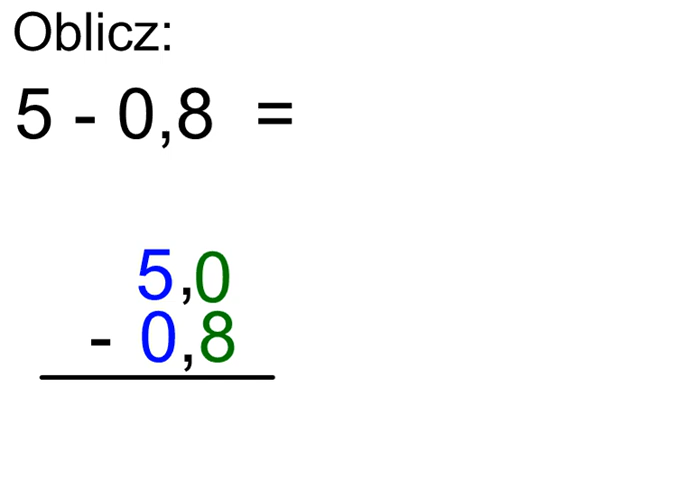 Oblicz:
5 - 0,8 =
5,0
- 0,8